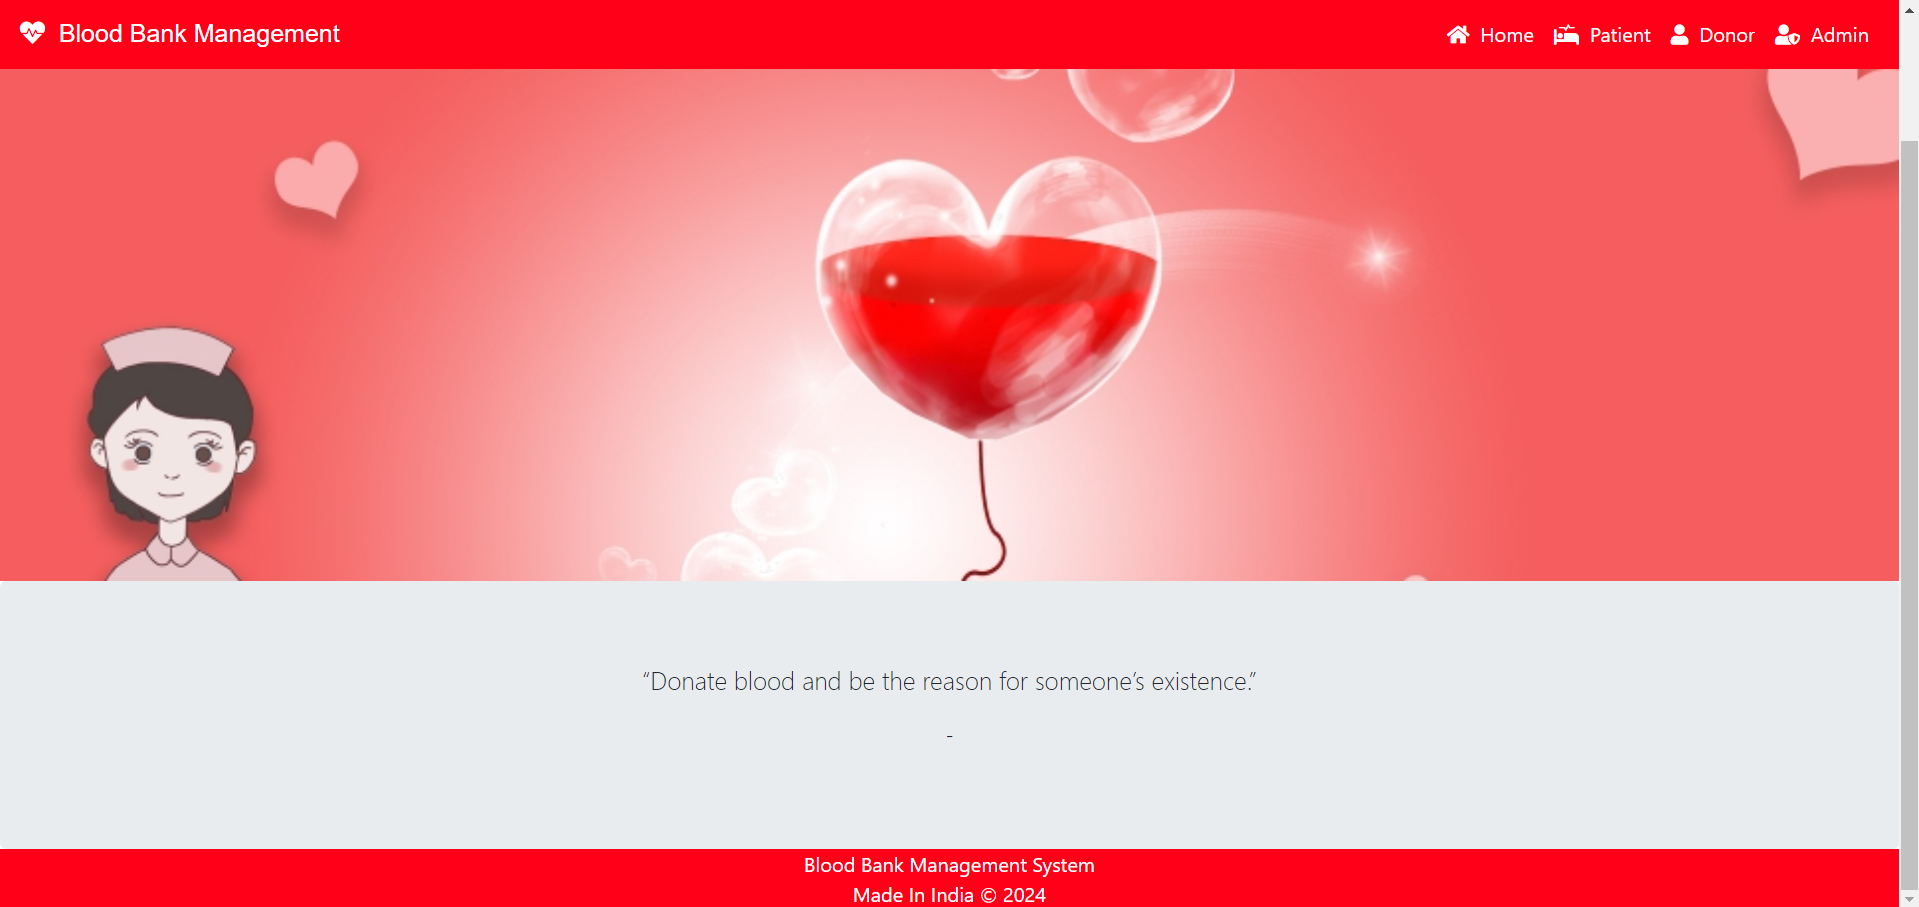 Blood Bank Management
Home Patient Donor Admin
“Donate blood and be the reason for someone’s existence.”
-
Blood Bank Management System
Made In India © 2024